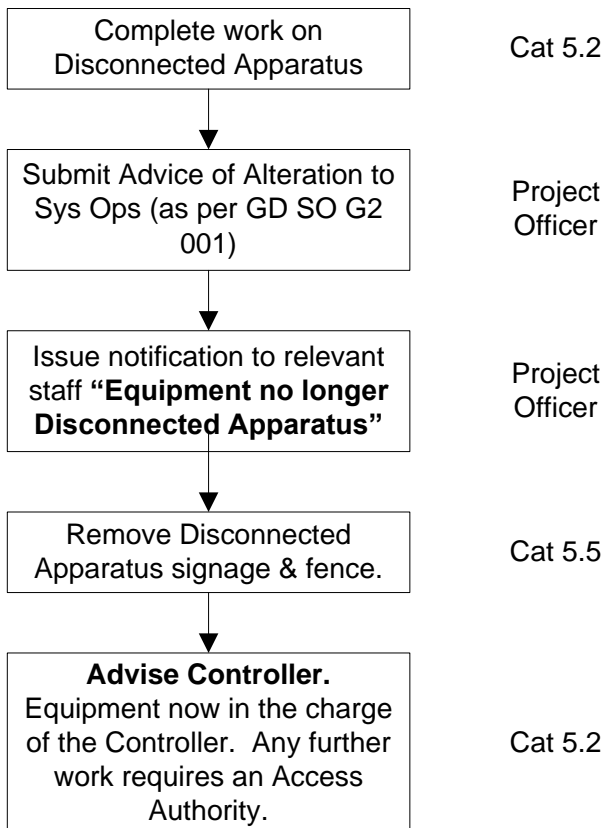 Complete work on
Disconnected Apparatus
Cat 5.2
Submit Advice of Alteration to
Sys Ops (as per GD SO G2
001)
Project
Officer
Issue notification to relevant
staff “Equipment no longer
Disconnected Apparatus”
Project
Officer
Remove Disconnected
Apparatus signage & fence.
Cat 5.5
Advise Controller.
Equipment now in the charge
of the Controller.  Any further
work requires an Access
Authority.
Cat 5.2